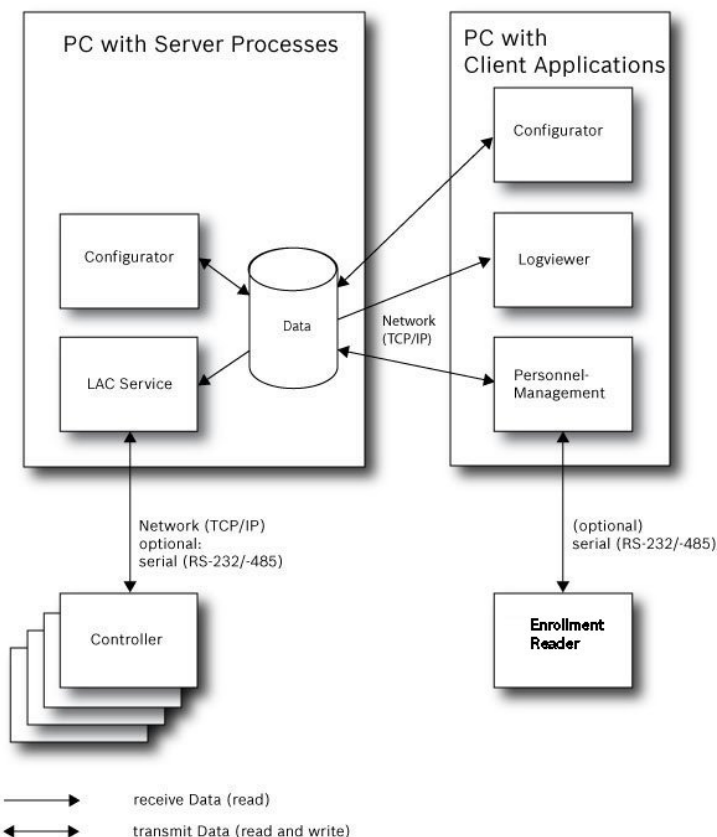 PC with Server Processes
PC with
Client Applications
Configurator
Configurator
Logviewer
Data
Network
(TCP/IP)
LAC Service
Personnel-
Management
Network (TCP/IP)
optional:
serial (RS-232/-485)
(optional)
serial (RS-232/-485)
Controller
Enrollment
Reader
receive Data (read)
transmit Data (read and write)